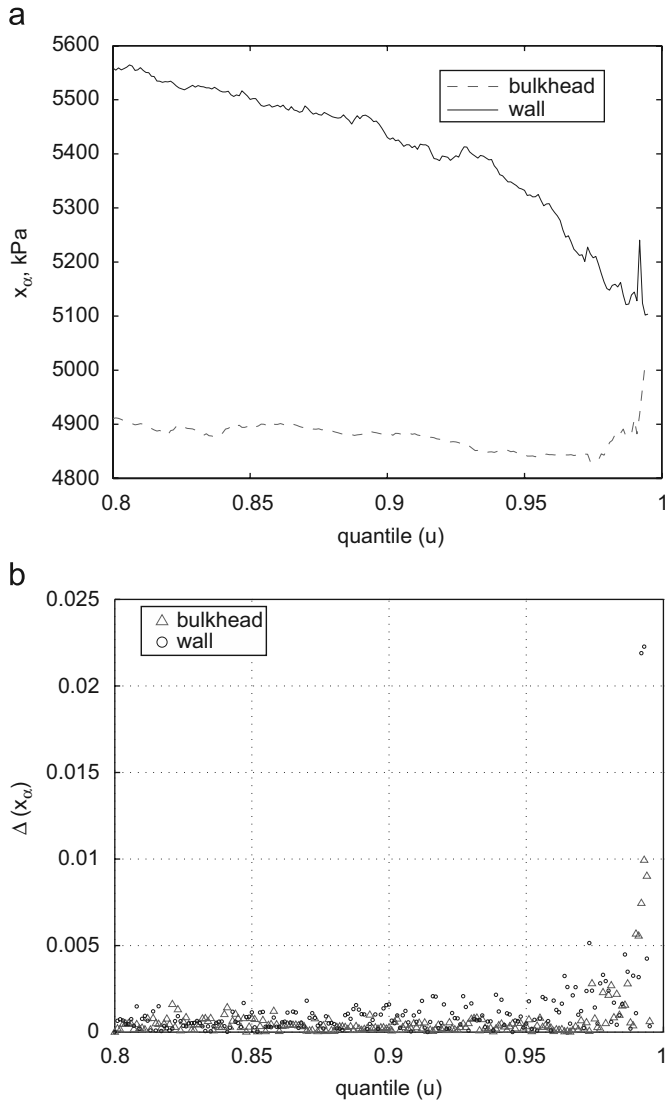 a
5600
5500
5400
5300
5200
5100
5000
4900
4800
xα, kPa
bulkhead
wall
0.8
0.85
0.9
0.95
1
quantile (u)
b
0.025
0.02
0.015
0.01
0.005
0
Δ (xα)
bulkhead
wall
0.8
0.85
0.9
0.95
1
quantile (u)